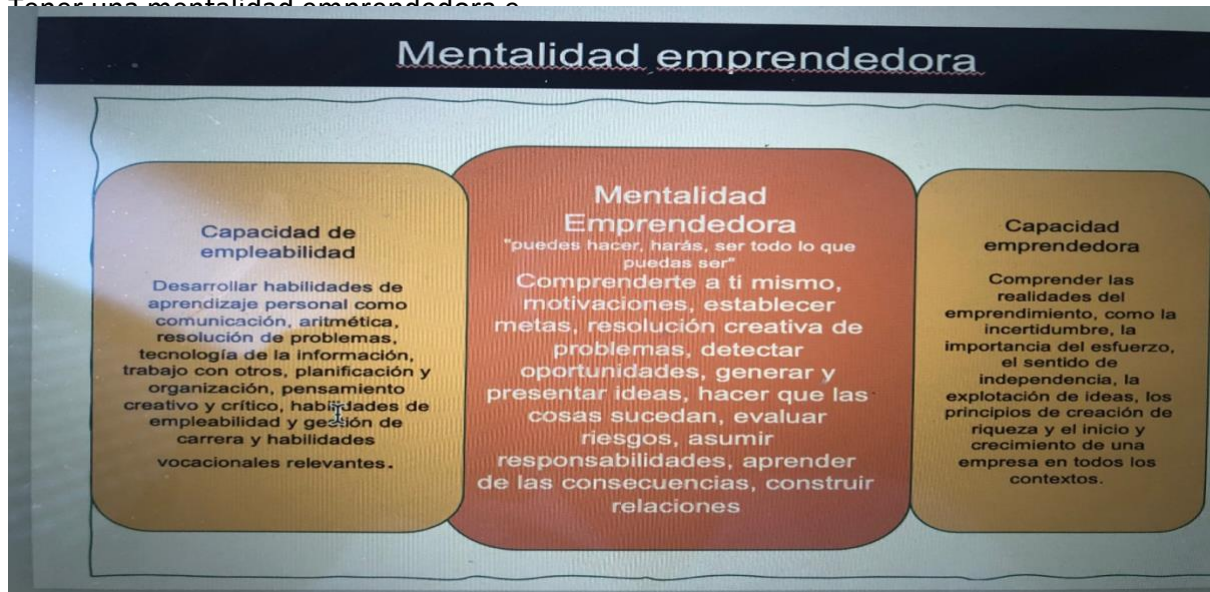 Tener una mentalidad emprendedora o
Mentalidad emprendedora
Capacidad de
empleabilidad
Desarrollar habilidades de
aprendizaje personal como
comunicación, aritmética,
resolución de problemas,
tecnología de la información,
trabajo con otros, planificación y
organización, pensamiento
creativo y crítico, habilidades de
empleabilidad y gestión de
carrera y habilidades
vocacionales relevantes.
Mentalidad
Emprendedora
"puedes hacer, harás, ser todo lo que
puedas ser"
Comprenderte a ti mismo,
motivaciones, establecer
metas, resolución creativa de
problemas, detectar
oportunidades, generar y
presentar ideas, hacer que las
cosas sucedan, evaluar
riesgos, asumir
responsabilidades, aprender
de las consecuencias, construir
relaciones
Capacidad
emprendedora
Comprender las
realidades del
emprendimiento, como la
incertidumbre, la
importancia del esfuerzo,
el sentido de
independencia, la
explotación de ideas, los
principios de creación de
riqueza y el inicio y
crecimiento de una
empresa en todos los
contextos.